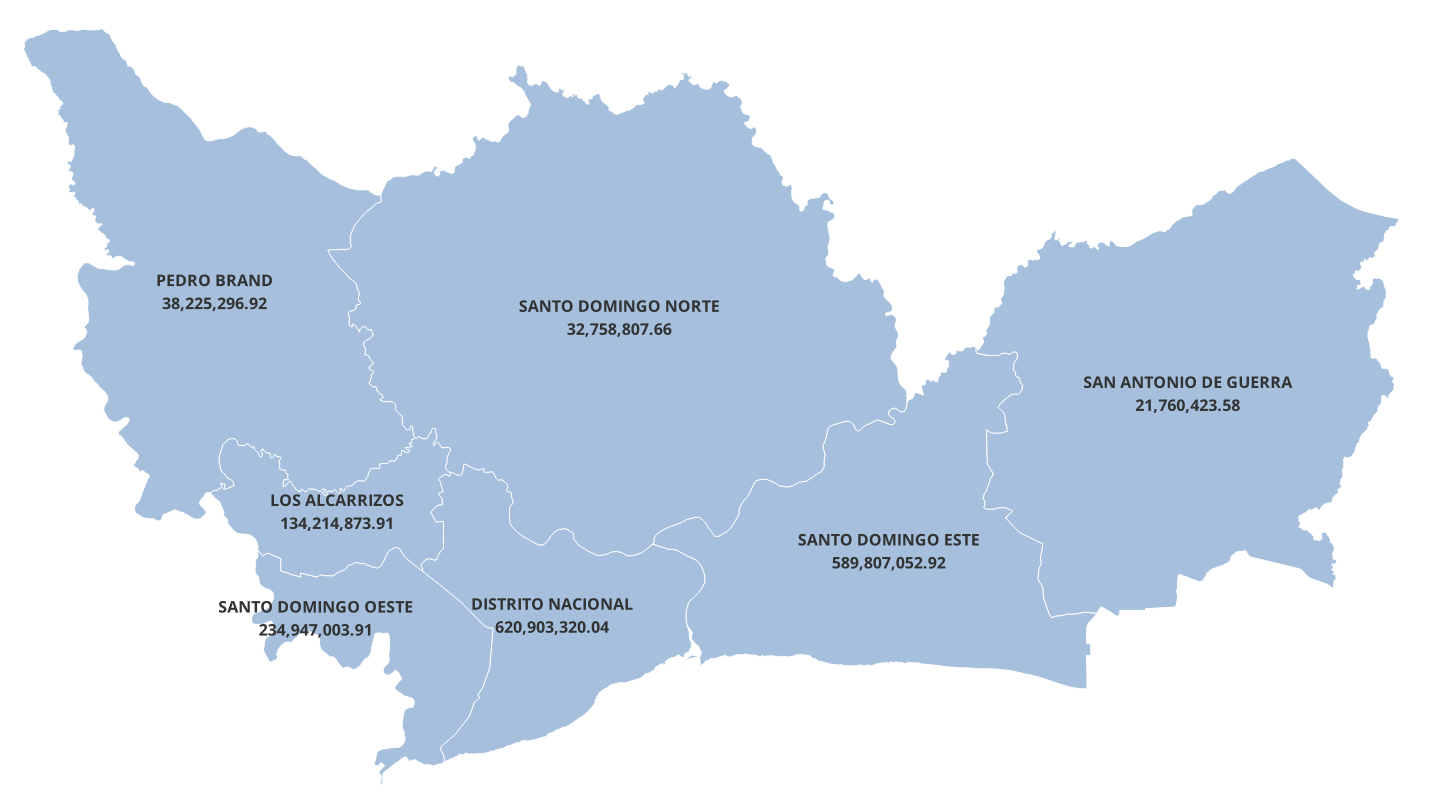 PEDRO BRAND
38,225,296.92
SANTO DOMINGO NORTE
32,758,807.66
SAN ANTONIO DE GUERRA
21,760,423.58
LOS ALCARRIZOS
134,214,873.91
SANTO DOMINGO ESTE
589,807,052.92
SANTO DOMINGO OESTE
234,947,003.91
DISTRITO NACIONAL
620,903,320.04